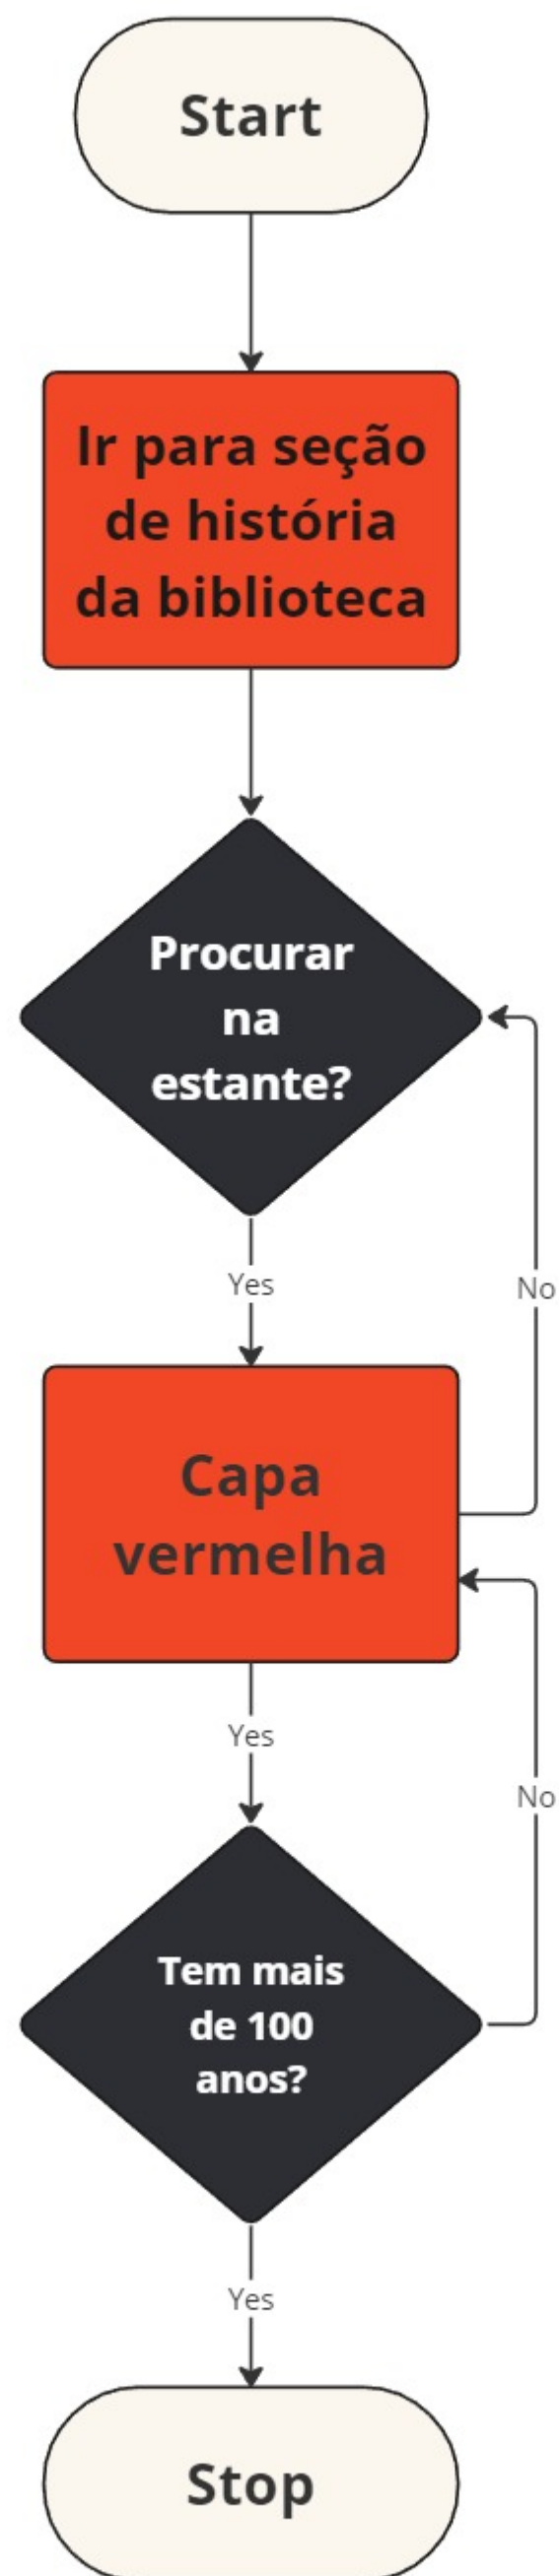 Start
Ir para seção
de história
da biblioteca
Procurar
na
estante?
Yes
No
Capa
vermelha
Yes
No
Tem mais
de 100
anos?
Yes
Stop